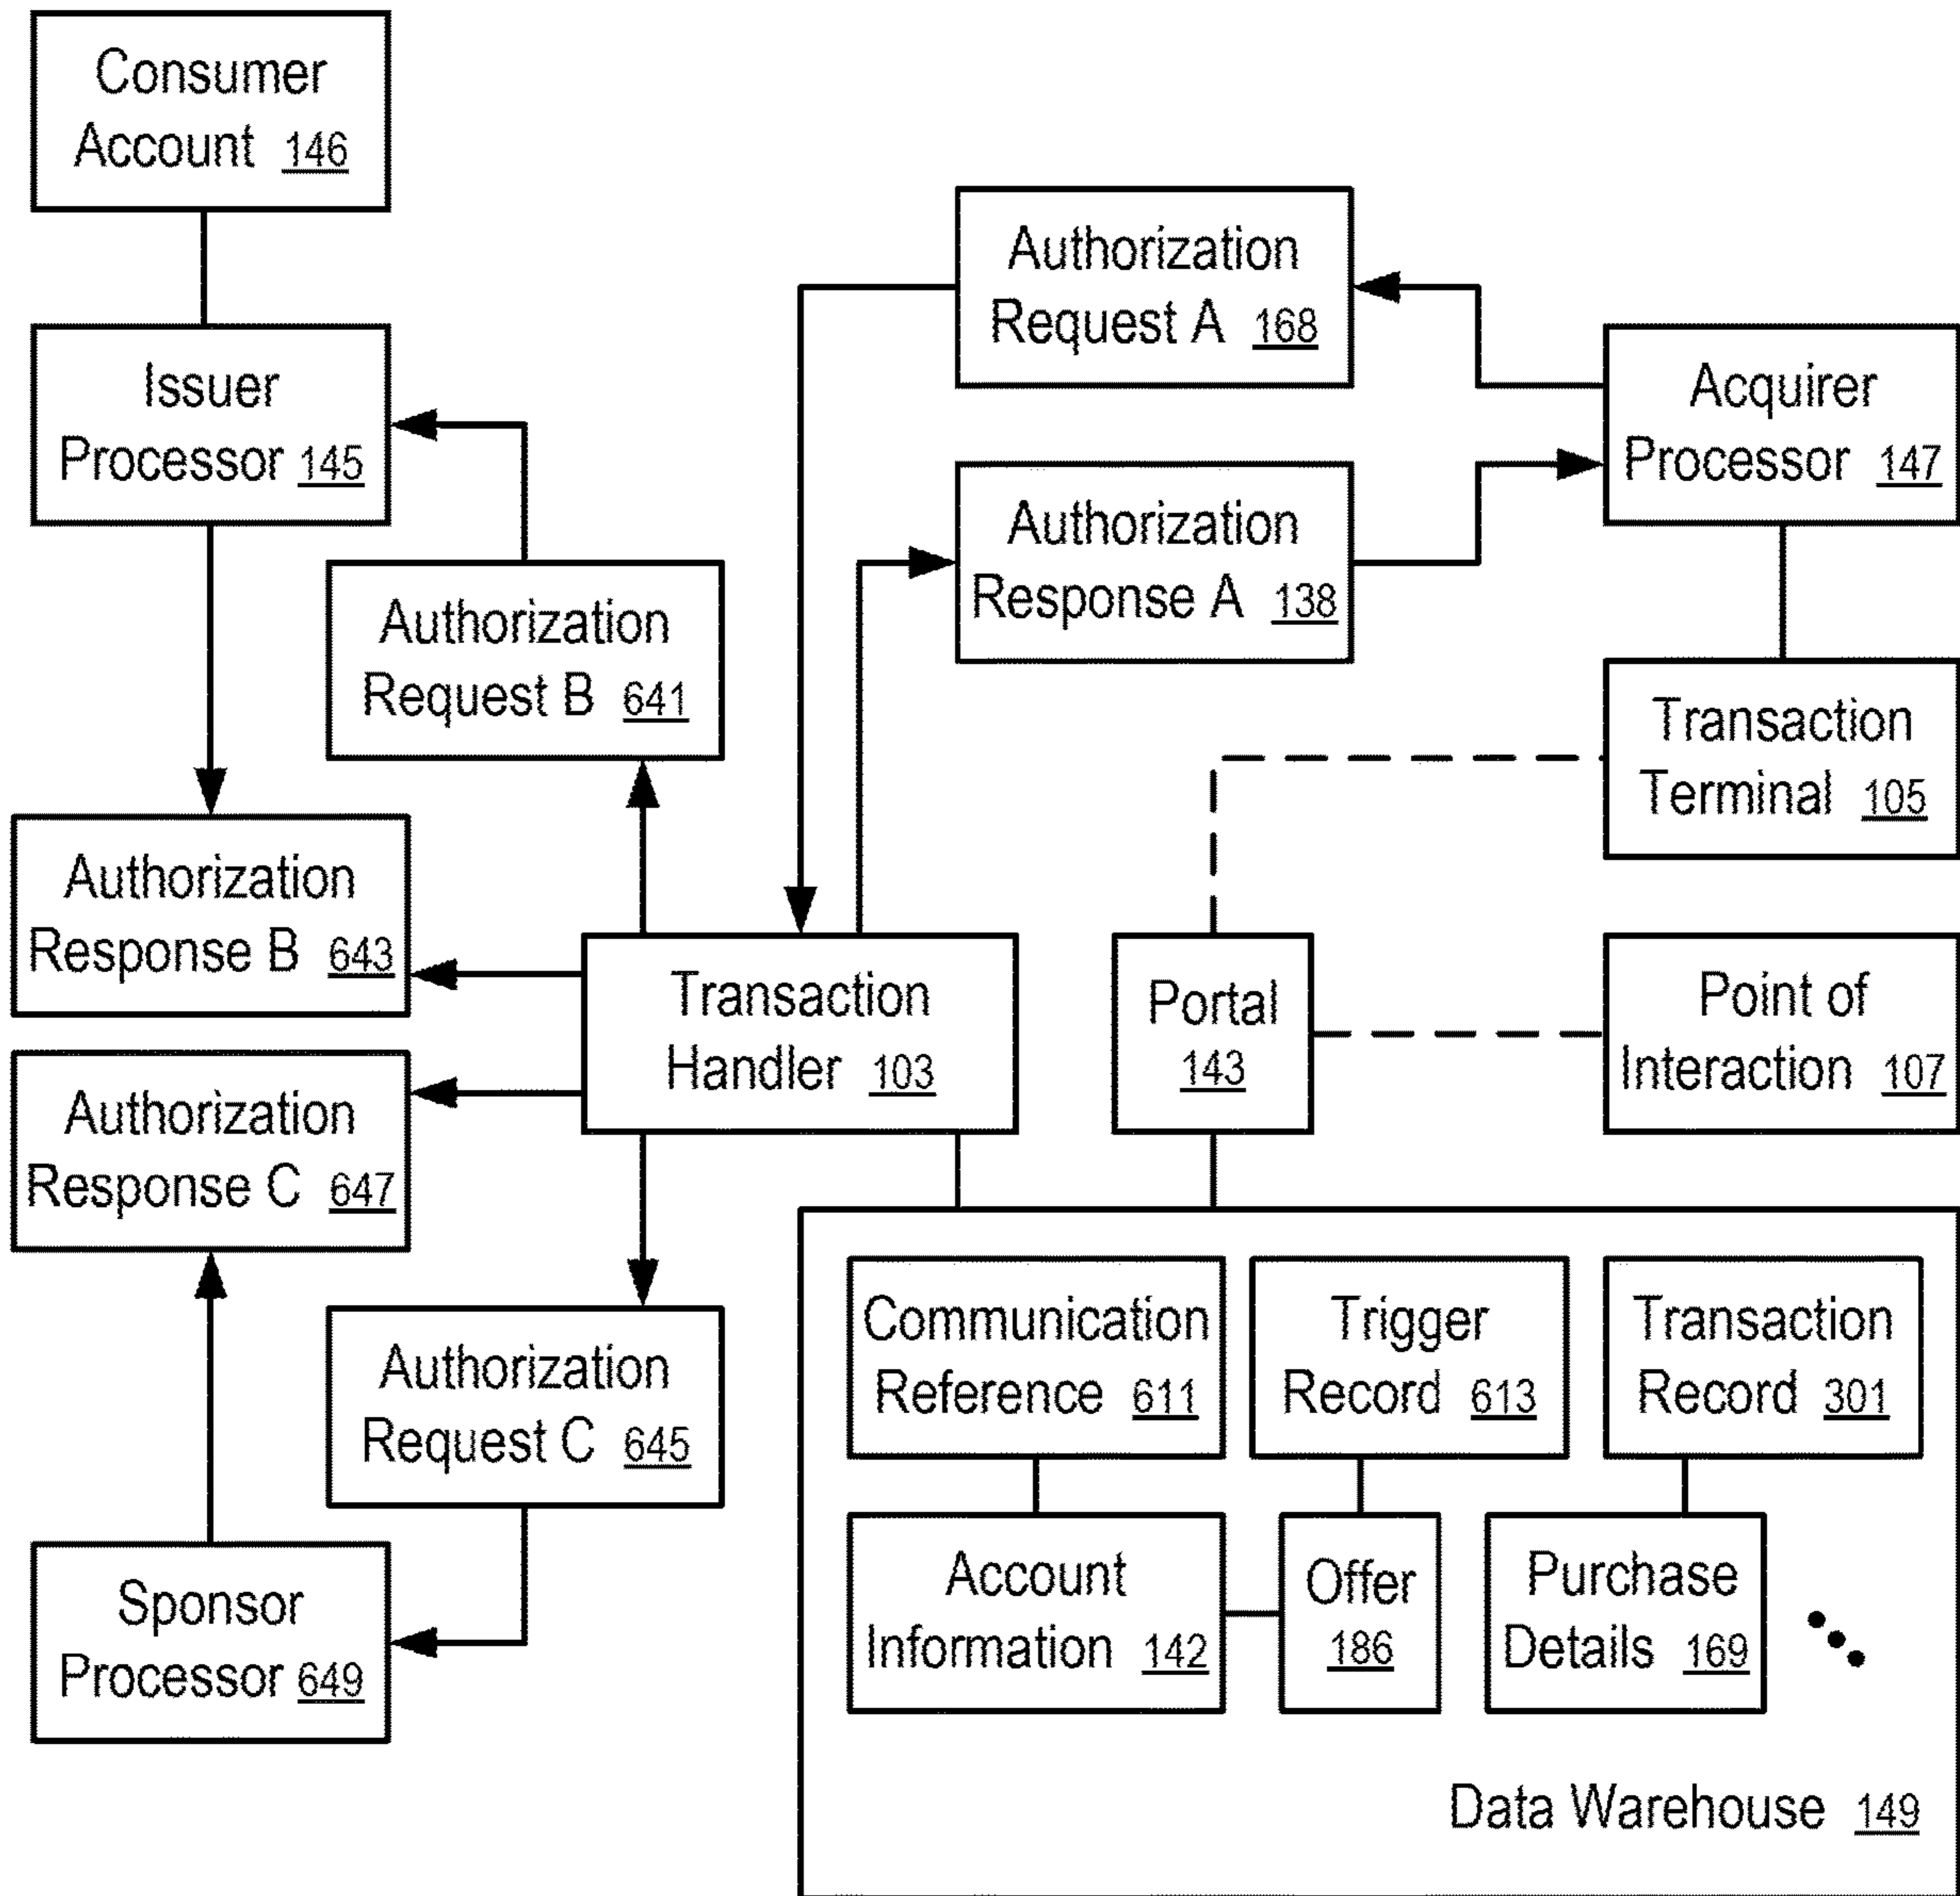 Consumer
Account 146
Issuer
Processor 145
Authorization
Request B 641
Authorization
Response B 643
Authorization
Response C 647
Authorization
Request C 645
Sponsor
Processor 649
Transaction
Handler 103
Authorization
Request A 168
Authorization
Response A 138
Acquirer
Processor 147
Transaction
Terminal 105
Portal
143
Point of
Interaction 107
Communication
Reference 611
Trigger
Record 613
Transaction
Record 301
Account
Information 142
Offer
186
Purchase
Details 169
Data Warehouse 149